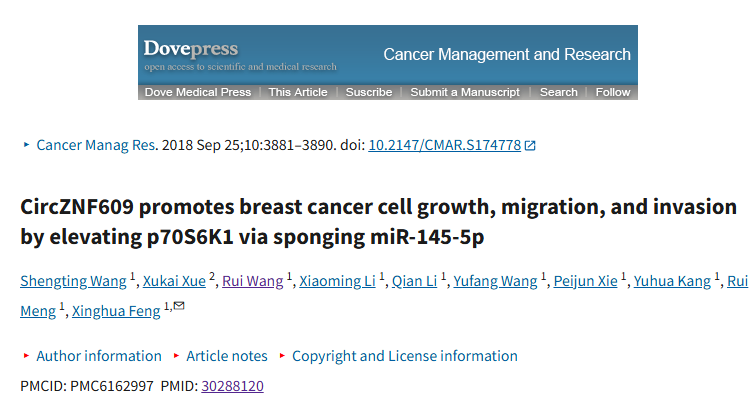 Dovepress
open access to scientific and medical research
Cancer Management and Research
Dove Medical Press | This Article | Suscribe | Submit a Manuscript | Search | Follow
Cancer Manag Res. 2018 Sep 25;10:3881–3890. doi: 10.2147/CMAR.S174778
CircZNF609 promotes breast cancer cell growth, migration, and invasion
by elevating p70S6K1 via sponging miR-145-5p
Shengting Wang 1, Xukai Xue 2, Rui Wang 1, Xiaoming Li 1, Qian Li 1, Yufang Wang 1, Peijun Xie 1, Yuhua Kang 1, Rui
Meng 1, Xinghua Feng 1,✉
Author information Article notes Copyright and License information
PMCID: PMC6162997 PMID: 30288120